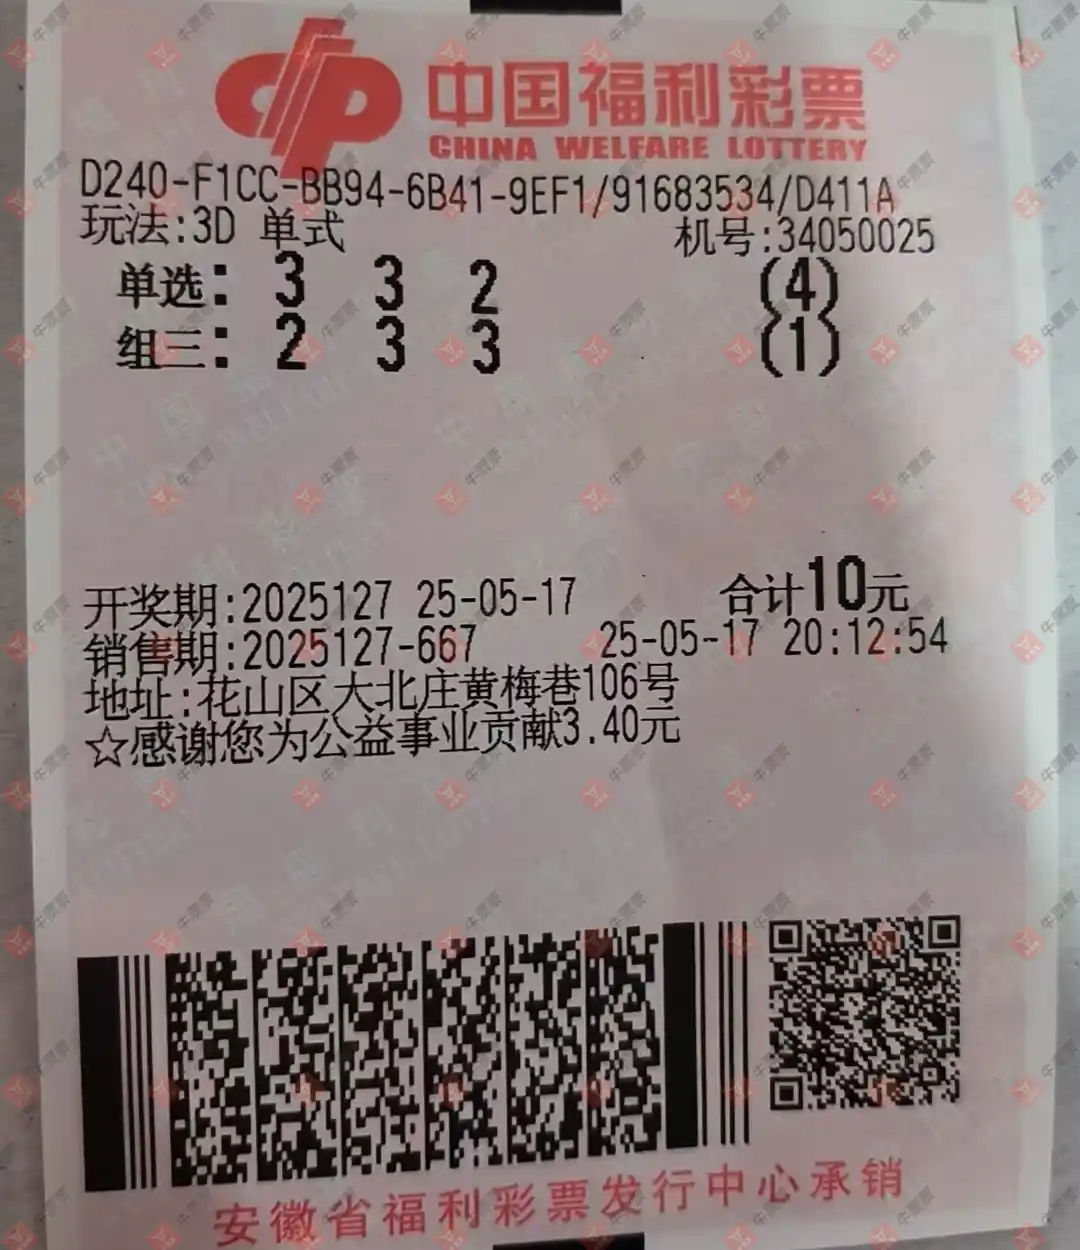 中国福利彩票
CHINA WELFARE LOTTERY
D240-F1CC-BB94-6B41-9EF1/91683534/D411A
玩法:3D 单式 机号:34050025
单选: 3 3 2 (4)
组三: 2 3 3 (1)
开奖期:2025127 25-05-17 合计10元
销售期:2025127-667 25-05-17 20:12:54
地址:花山区大北庄黄梅巷106号
☆感谢您为公益事业贡献3.40元
安徽省福利彩票发行中心承销